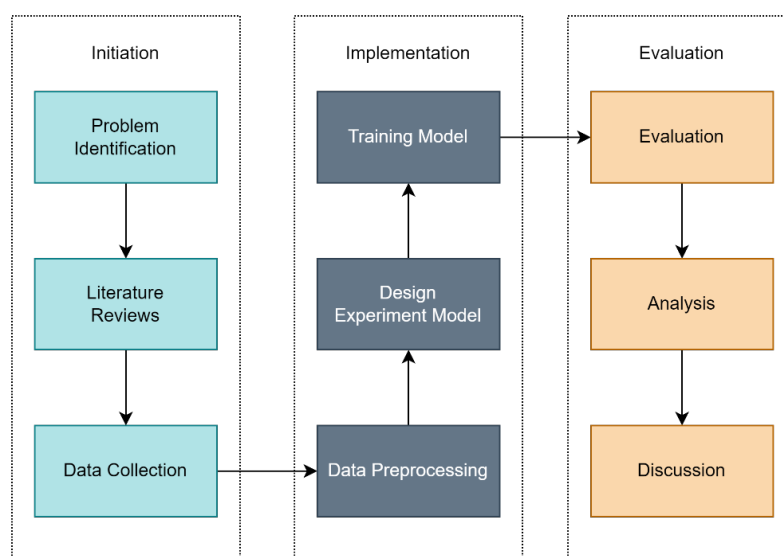 Initiation
Problem
Identification
Literature
Reviews
Data Collection
Implementation
Training Model
Design
Experiment Model
Data Preprocessing
Evaluation
Evaluation
Analysis
Discussion